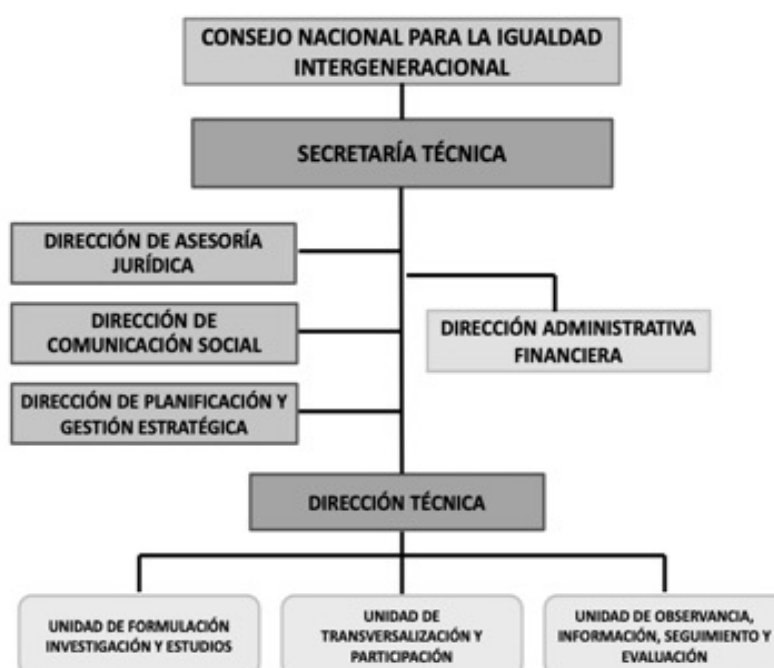 CONSEJO NACIONAL PARA LA IGUALDAD
INTERGENERACIONAL
SECRETARÍA TÉCNICA
DIRECCIÓN DE ASESORÍA
JURÍDICA
DIRECCIÓN DE
COMUNICACIÓN SOCIAL
DIRECCIÓN ADMINISTRATIVA
FINANCIERA
DIRECCIÓN DE PLANIFICACIÓN Y
GESTIÓN ESTRATÉGICA
DIRECCIÓN TÉCNICA
UNIDAD DE FORMULACIÓN
INVESTIGACIÓN Y ESTUDIOS
UNIDAD DE
TRANSVERSALIZACIÓN Y
PARTICIPACIÓN
UNIDAD DE OBSERVANCIA,
INFORMACIÓN, SEGUIMIENTO Y
EVALUACIÓN